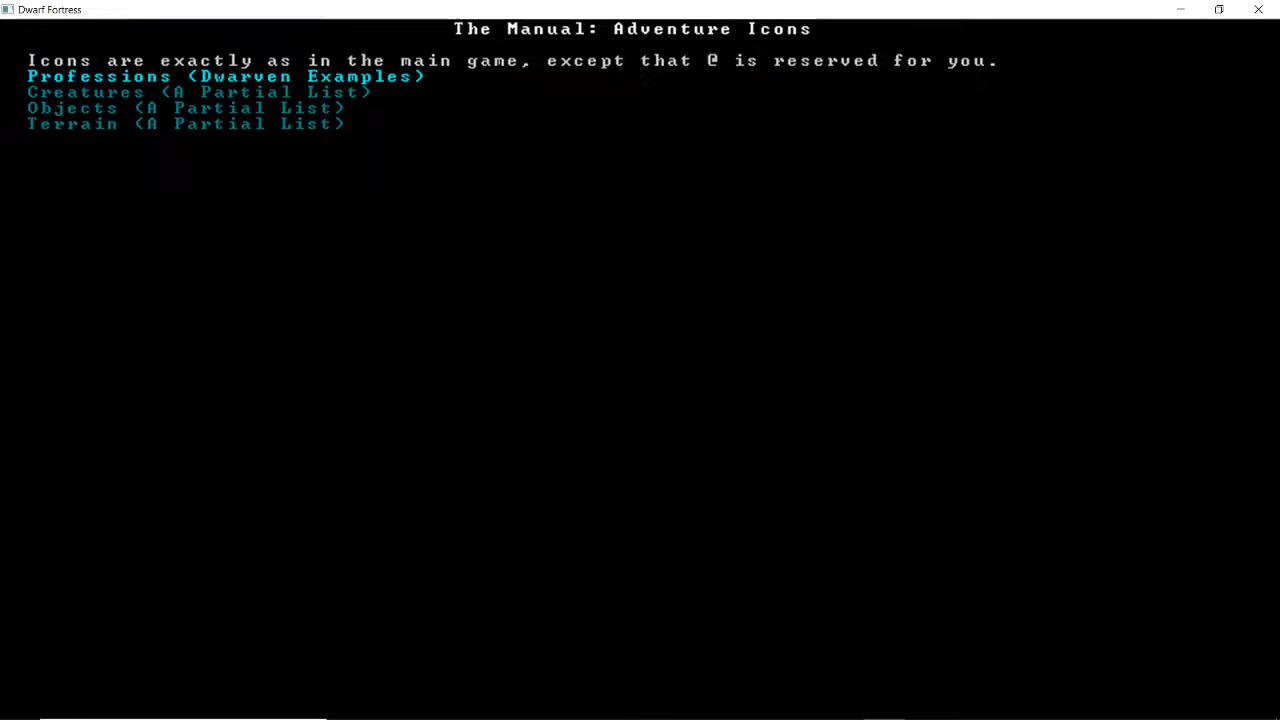 Dwarf Fortress
The Manual: Adventure Icons
Icons are exactly as in the main game, except that @ is reserved for you.
Professions (Dwarven Examples)
Creatures (A Partial List)
Objects (A Partial List)
Terrain (A Partial List)